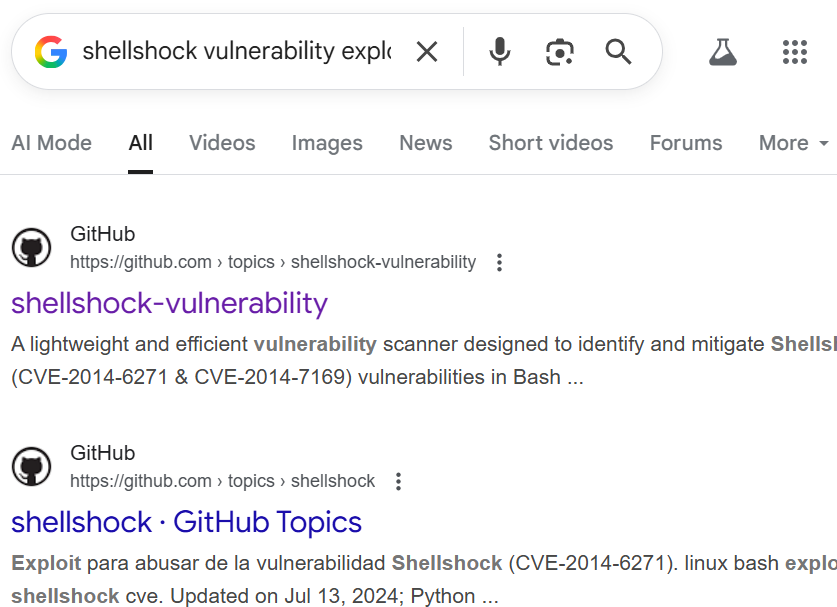 shellshock vulnerability explo
AI Mode All Videos Images News Short videos Forums More
GitHub
https://github.com › topics › shellshock-vulnerability
shellshock-vulnerability
A lightweight and efficient vulnerability scanner designed to identify and mitigate Shellsh
(CVE-2014-6271 & CVE-2014-7169) vulnerabilities in Bash ...
GitHub
https://github.com › topics › shellshock
shellshock · GitHub Topics
Exploit para abusar de la vulnerabilidad Shellshock (CVE-2014-6271). linux bash explo
shellshock cve. Updated on Jul 13, 2024; Python ...